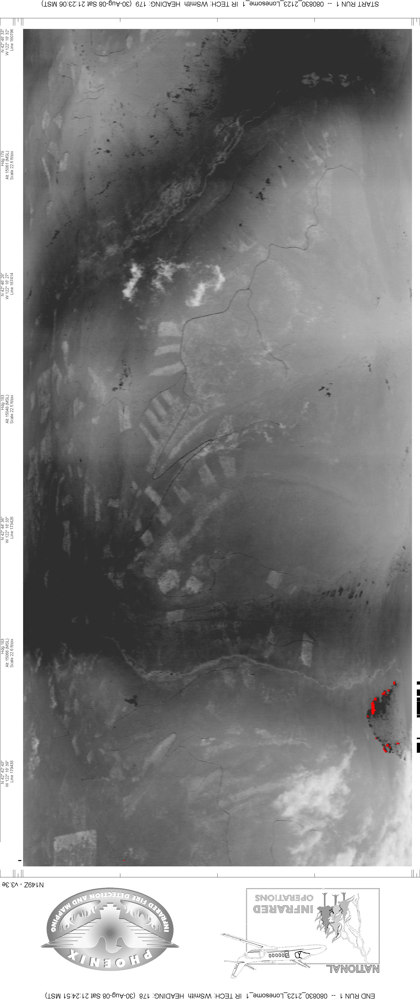 START RUN 1 -- 080830_2123_Lonesome_1 IR TECH: WSmith HEADING: 179 (30-Aug-08 Sat 21:23:06 MST)
N 42° 48' 33"
W 122° 18' 32"
Line 160796
Hdg 178
Alt 15061 (MSL)
Scale 22.6 ft/pix
N 42° 46' 28"
W 122° 18' 27"
Line 167414
Hdg 183
Alt 15048 (MSL)
Scale 22.5 ft/pix
N 42° 44' 36"
W 122° 18' 33"
Line 173426
Hdg 183
Alt 15066 (MSL)
Scale 22.6 ft/pix
N 42° 42' 43"
W 122° 18' 39"
Line 179438
N149Z - v3.3e
INFRARED FIRE DETECTION AND MAPPING
PHOENIX
NATIONAL
INFRARED
OPERATIONS
END RUN 1 -- 080830_2123_Lonesome_1 IR TECH: WSmith HEADING: 178 (30-Aug-08 Sat 21:24:51 MST)